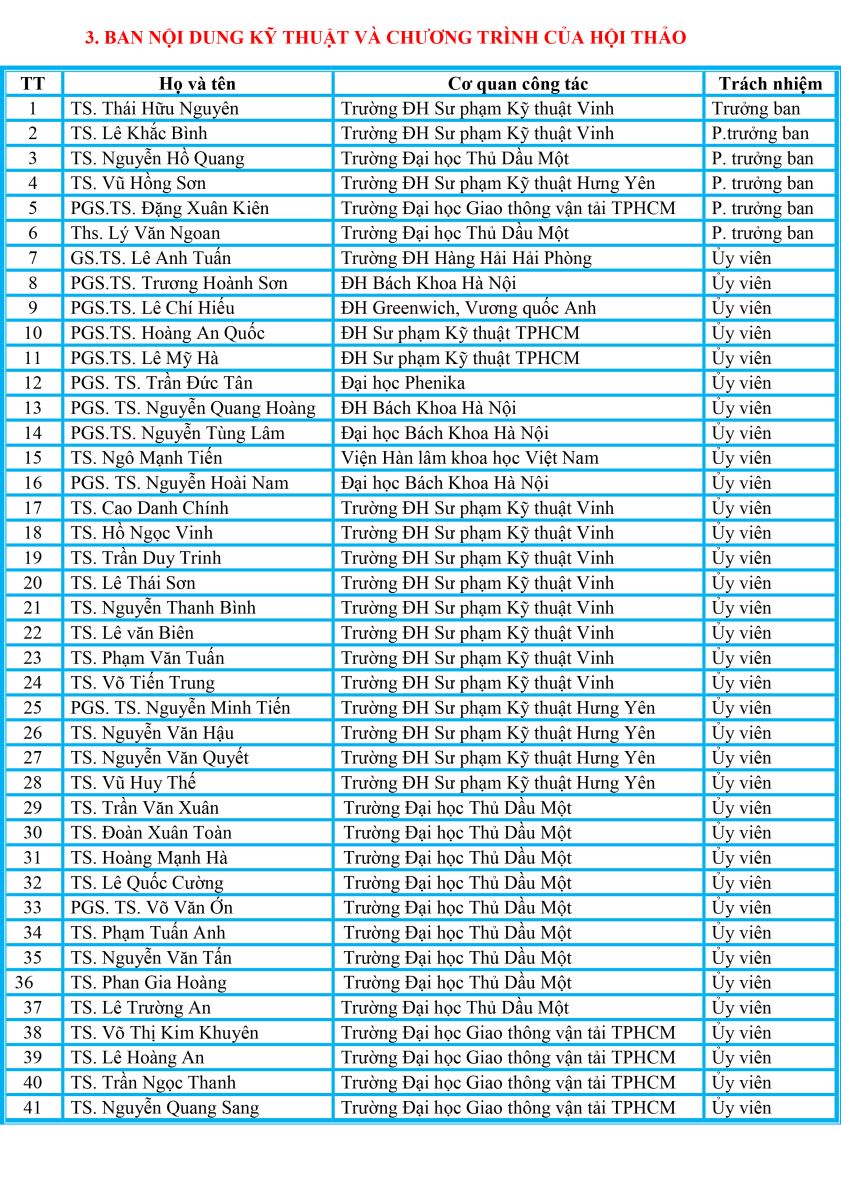 3. BAN NỘI DUNG KỸ THUẬT VÀ CHƯƠNG TRÌNH CỦA HỘI THẢO
TT Họ và tên Cơ quan công tác Trách nhiệm
1 TS. Thái Hữu Nguyên Trường ĐH Sư phạm Kỹ thuật Vinh Trưởng ban
2 TS. Lê Khắc Bình Trường ĐH Sư phạm Kỹ thuật Vinh P.trưởng ban
3 TS. Nguyễn Hồ Quang Trường Đại học Thủ Dầu Một P. trưởng ban
4 TS. Vũ Hồng Sơn Trường ĐH Sư phạm Kỹ thuật Hưng Yên P. trưởng ban
5 PGS.TS. Đặng Xuân Kiên Trường Đại học Giao thông vận tải TPHCM P. trưởng ban
6 Ths. Lý Văn Ngoan Trường Đại học Thủ Dầu Một P. trưởng ban
7 GS.TS. Lê Anh Tuấn Trường ĐH Hàng Hải Hải Phòng Ủy viên
8 PGS.TS. Trương Hoành Sơn ĐH Bách Khoa Hà Nội Ủy viên
9 PGS.TS. Lê Chí Hiếu ĐH Greenwich, Vương quốc Anh Ủy viên
10 PGS.TS. Hoàng An Quốc ĐH Sư phạm Kỹ thuật TPHCM Ủy viên
11 PGS.TS. Lê Mỹ Hà ĐH Sư phạm Kỹ thuật TPHCM Ủy viên
12 PGS. TS. Trần Đức Tân Đại học Phenika Ủy viên
13 PGS. TS. Nguyễn Quang Hoàng ĐH Bách Khoa Hà Nội Ủy viên
14 PGS.TS. Nguyễn Tùng Lâm Đại học Bách Khoa Hà Nội Ủy viên
15 TS. Ngô Mạnh Tiến Viện Hàn lâm khoa học Việt Nam Ủy viên
16 PGS. TS. Nguyễn Hoài Nam Đại học Bách Khoa Hà Nội Ủy viên
17 TS. Cao Danh Chính Trường ĐH Sư phạm Kỹ thuật Vinh Ủy viên
18 TS. Hồ Ngọc Vinh Trường ĐH Sư phạm Kỹ thuật Vinh Ủy viên
19 TS. Trần Duy Trinh Trường ĐH Sư phạm Kỹ thuật Vinh Ủy viên
20 TS. Lê Thái Sơn Trường ĐH Sư phạm Kỹ thuật Vinh Ủy viên
21 TS. Nguyễn Thanh Bình Trường ĐH Sư phạm Kỹ thuật Vinh Ủy viên
22 TS. Lê văn Biên Trường ĐH Sư phạm Kỹ thuật Vinh Ủy viên
23 TS. Phạm Văn Tuấn Trường ĐH Sư phạm Kỹ thuật Vinh Ủy viên
24 TS. Võ Tiến Trung Trường ĐH Sư phạm Kỹ thuật Vinh Ủy viên
25 PGS. TS. Nguyễn Minh Tiến Trường ĐH Sư phạm Kỹ thuật Hưng Yên Ủy viên
26 TS. Nguyễn Văn Hậu Trường ĐH Sư phạm Kỹ thuật Hưng Yên Ủy viên
27 TS. Nguyễn Văn Quyết Trường ĐH Sư phạm Kỹ thuật Hưng Yên Ủy viên
28 TS. Vũ Huy Thế Trường ĐH Sư phạm Kỹ thuật Hưng Yên Ủy viên
29 TS. Trần Văn Xuân Trường Đại học Thủ Dầu Một Ủy viên
30 TS. Đoàn Xuân Toàn Trường Đại học Thủ Dầu Một Ủy viên
31 TS. Hoàng Mạnh Hà Trường Đại học Thủ Dầu Một Ủy viên
32 TS. Lê Quốc Cường Trường Đại học Thủ Dầu Một Ủy viên
33 PGS. TS. Võ Văn Ớn Trường Đại học Thủ Dầu Một Ủy viên
34 TS. Phạm Tuấn Anh Trường Đại học Thủ Dầu Một Ủy viên
35 TS. Nguyễn Văn Tấn Trường Đại học Thủ Dầu Một Ủy viên
36 TS. Phan Gia Hoàng Trường Đại học Thủ Dầu Một Ủy viên
37 TS. Lê Trường An Trường Đại học Thủ Dầu Một Ủy viên
38 TS. Võ Thị Kim Khuyên Trường Đại học Giao thông vận tải TPHCM Ủy viên
39 TS. Lê Hoàng An Trường Đại học Giao thông vận tải TPHCM Ủy viên
40 TS. Trần Ngọc Thanh Trường Đại học Giao thông vận tải TPHCM Ủy viên
41 TS. Nguyễn Quang Sang Trường Đại học Giao thông vận tải TPHCM Ủy viên